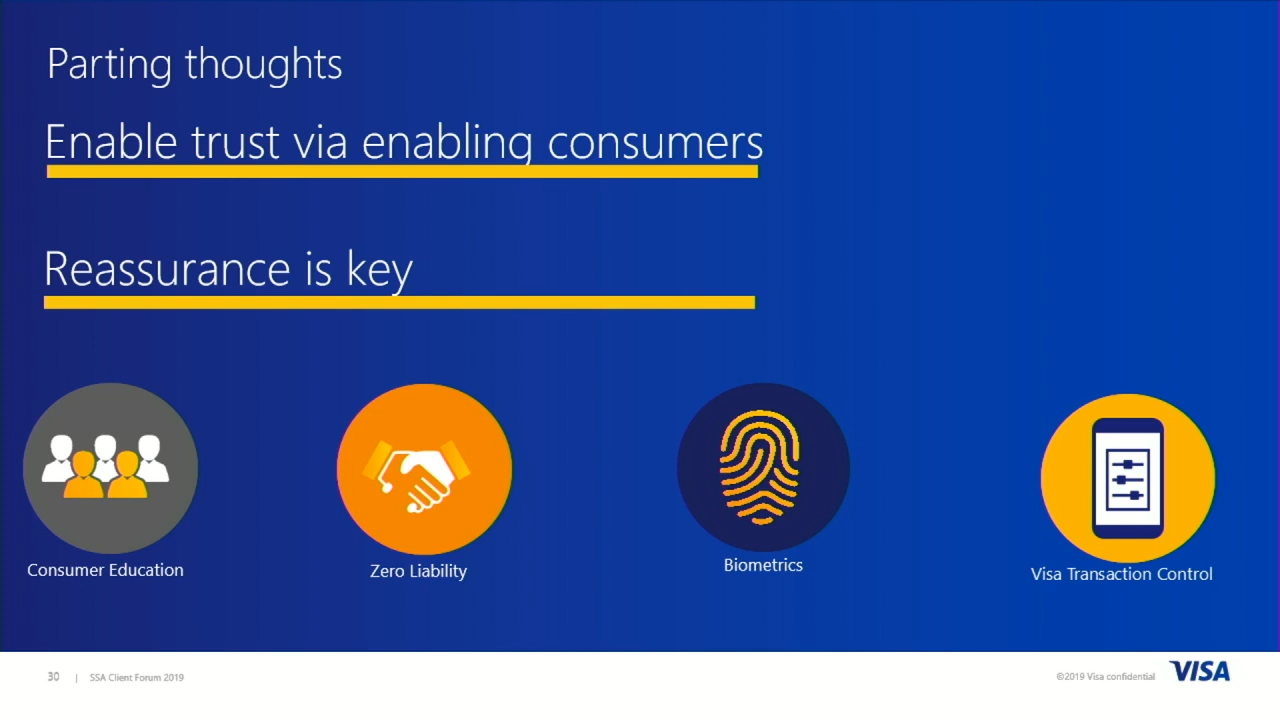 Parting thoughts
Enable trust via enabling consumers
Reassurance is key
Consumer Education
Zero Liability
Biometrics
Visa Transaction Control
30 | SSA Client Forum 2019
©2019 Visa confidential VISA